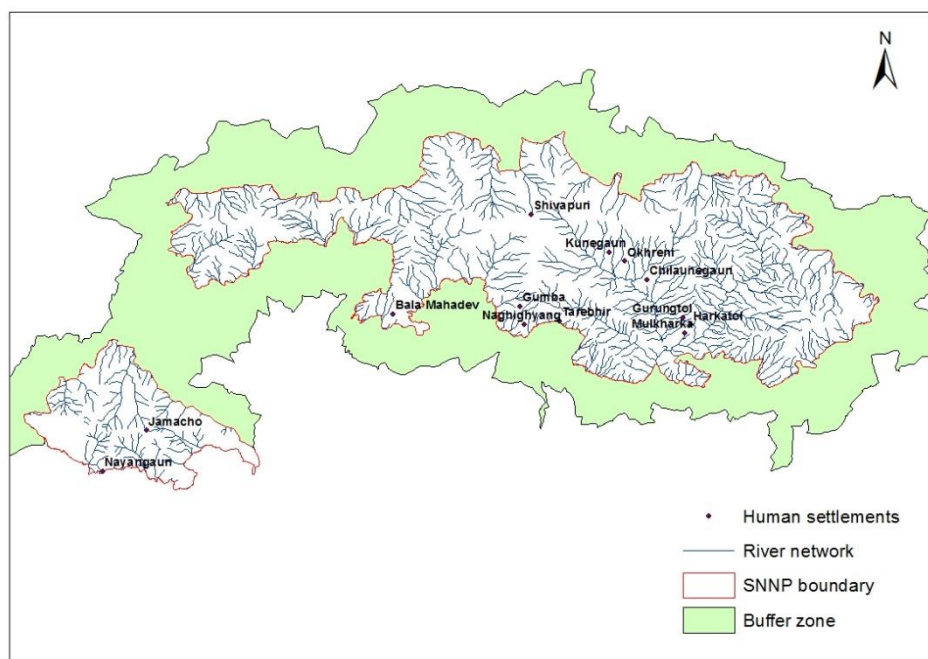 N
Shivapuri
Kunegaun
Okhreni
Chilaunegaun
Gumba
Bala Mahadev
Naghighyang
Tarebhir
Gurungtol
Harkatol
Mulkharka
Jamacho
Nayangaun
Human settlements
River network
SNNP boundary
Buffer zone